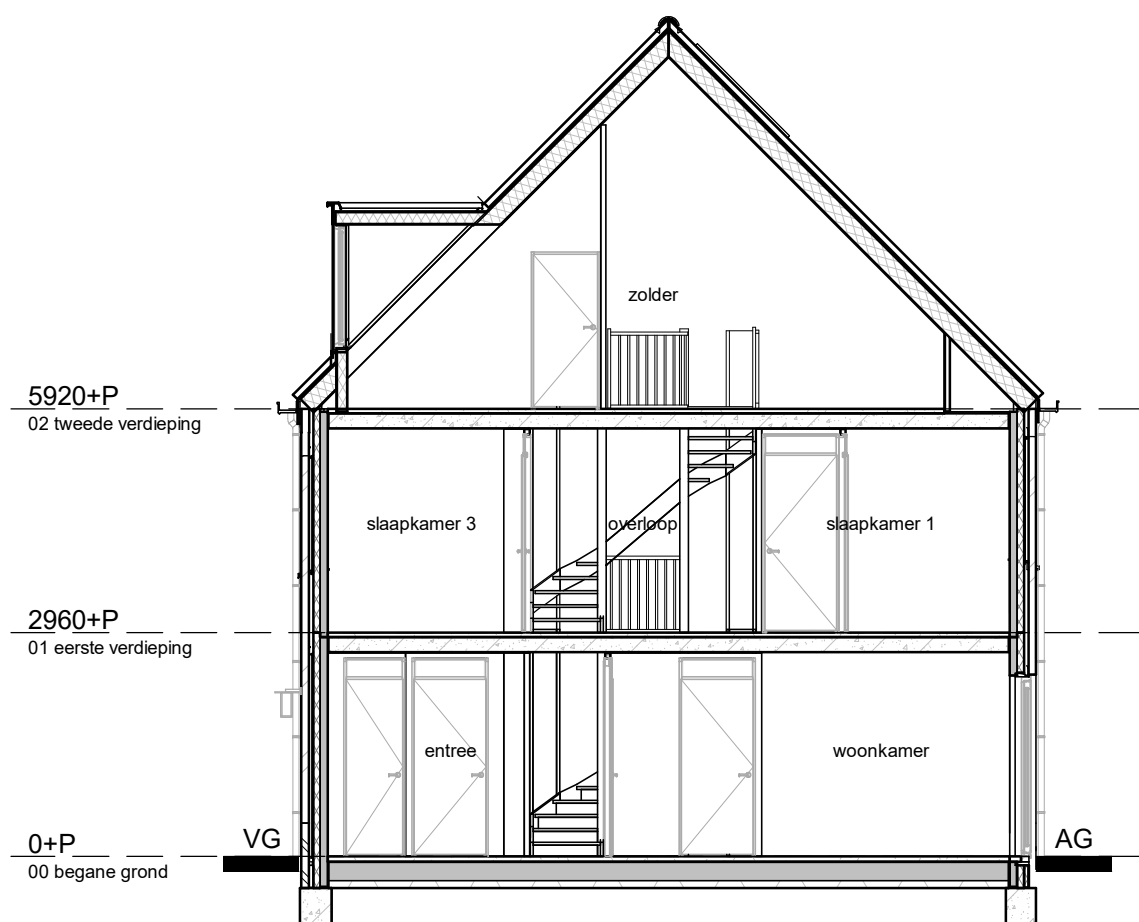 zolder
5920+P
02 tweede verdieping
slaapkamer 3
overloop
slaapkamer 1
2960+P
01 eerste verdieping
entree
woonkamer
0+P
00 begane grond
VG
AG